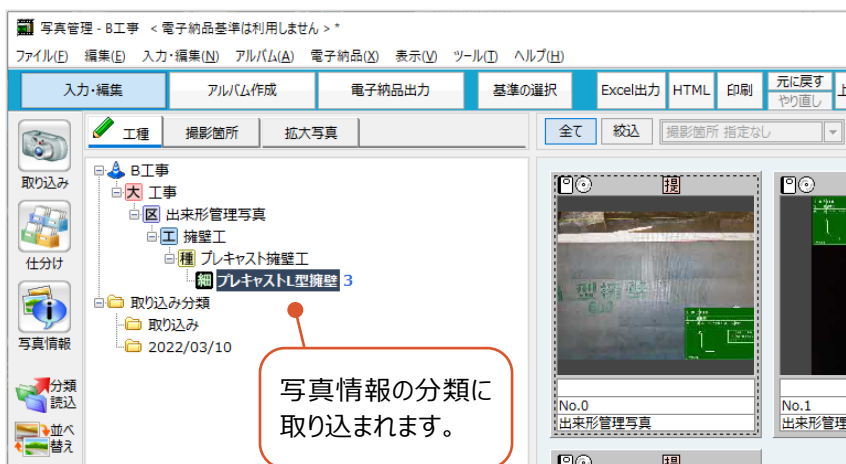 写真管理 - B工事 < 電子納品基準は利用しません > *
ファイル(F) 編集(E) 入力・編集(N) アルバム(A) 電子納品(X) 表示(V) ツール(T) ヘルプ(H)
入力・編集 アルバム作成 電子納品出力 基準の選択 Excel出力 HTML 印刷 元に戻す
やり直し
工種 撮影箇所 拡大写真 全て 絞込 撮影箇所 指定なし
取り込み
仕分け
写真情報
分類
読込
並べ
替え
B工事
大 工事
区 出来形管理写真
工 擁壁工
種 プレキャスト擁壁工
細 プレキャストL型擁壁 3
取り込み分類
取り込み
2022/03/10
写真情報の分類に
取り込まれます。
提
型擁壁
600
No.0
出来形管理写真
No.1
出来形管理
提